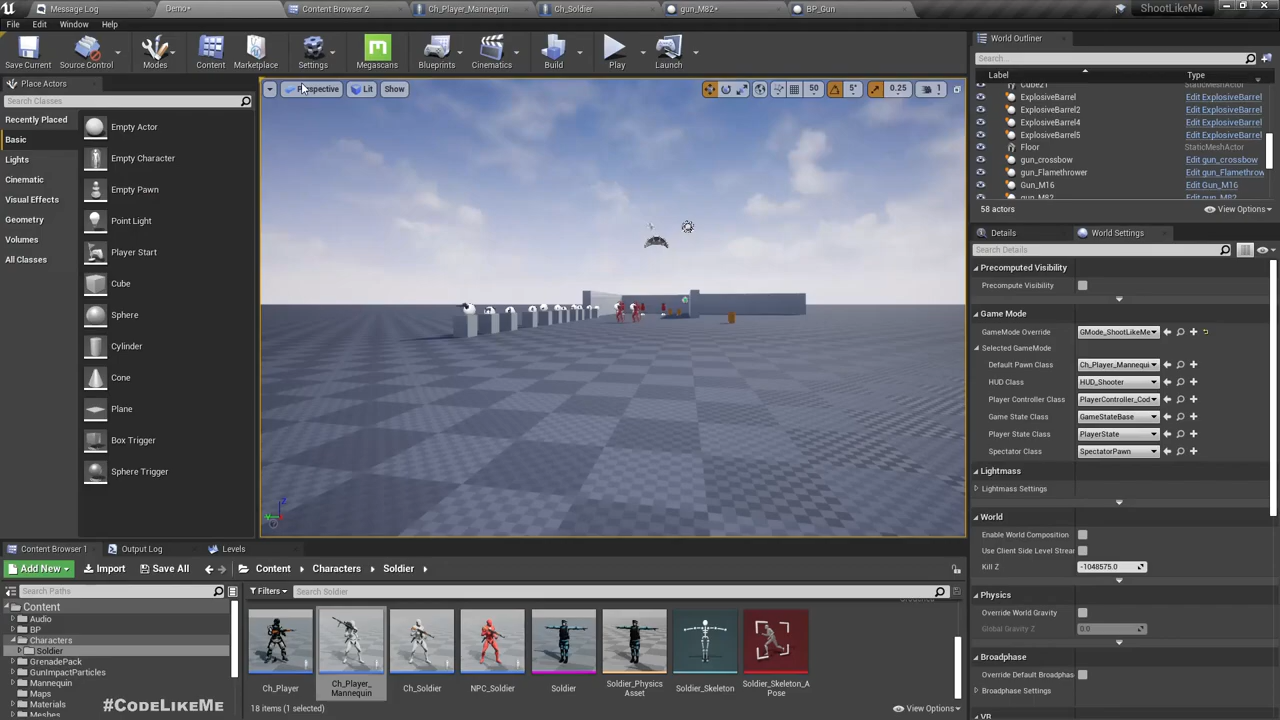 Message Log
Demo*
Content Browser 2
Ch_Player_Mannequin
Ch_Soldier
gun_M82*
BP_Gun
ShootLikeMe
File Edit Window Help
Save Current
Source Control
Modes
Content
Marketplace
Settings
Megascans
Blueprints
Cinematics
Build
Play
Launch
Place Actors
Search Classes
Recently Placed
Basic
Lights
Cinematic
Visual Effects
Geometry
Volumes
All Classes
Empty Actor
Empty Character
Empty Pawn
Point Light
Player Start
Cube
Sphere
Cylinder
Cone
Plane
Box Trigger
Sphere Trigger
Perspective
Lit
Show
50
5°
0.25
1
World Outliner
Search...
Label Type
Cube21 StaticMeshActor
ExplosiveBarrel Edit ExplosiveBarrel
ExplosiveBarrel2 Edit ExplosiveBarrel
ExplosiveBarrel4 Edit ExplosiveBarrel
ExplosiveBarrel5 Edit ExplosiveBarrel
Floor StaticMeshActor
gun_crossbow Edit gun_crossbow
gun_Flamethrower Edit gun_Flamethrow
Gun_M16 Edit Gun_M16
gun_M82 Edit gun_M82
58 actors
View Options
Details
World Settings
Search Details
Precomputed Visibility
Precompute Visibility
Game Mode
GameMode Override GMode_ShootLikeMe
Selected GameMode
Default Pawn Class Ch_Player_Mannequi
HUD Class HUD_Shooter
Player Controller Class PlayerController_Cod
Game State Class GameStateBase
Player State Class PlayerState
Spectator Class SpectatorPawn
Lightmass
Lightmass Settings
World
Enable World Composition
Use Client Side Level Strear
Kill Z -1048575.0
Physics
Override World Gravity
Global Gravity Z 0.0
Broadphase
Override Default Broadphas
Broadphase Settings
VR
Content Browser 1
Output Log
Levels
Add New
Import
Save All
Content
Characters
Soldier
Search Paths
Filters
Search Soldier
Content
Audio
BP
Characters
Soldier
GrenadePack
GunImpactParticles
Mannequin
Maps
Materials
Meshes
Ch_Player
Ch_Player_
Mannequin
Ch_Soldier
NPC_Soldier
Soldier
Soldier_Physics
Asset
Soldier_Skeleton
Soldier_Skeleton_A
Pose
18 items (1 selected)
View Options
#CodeLikeMe